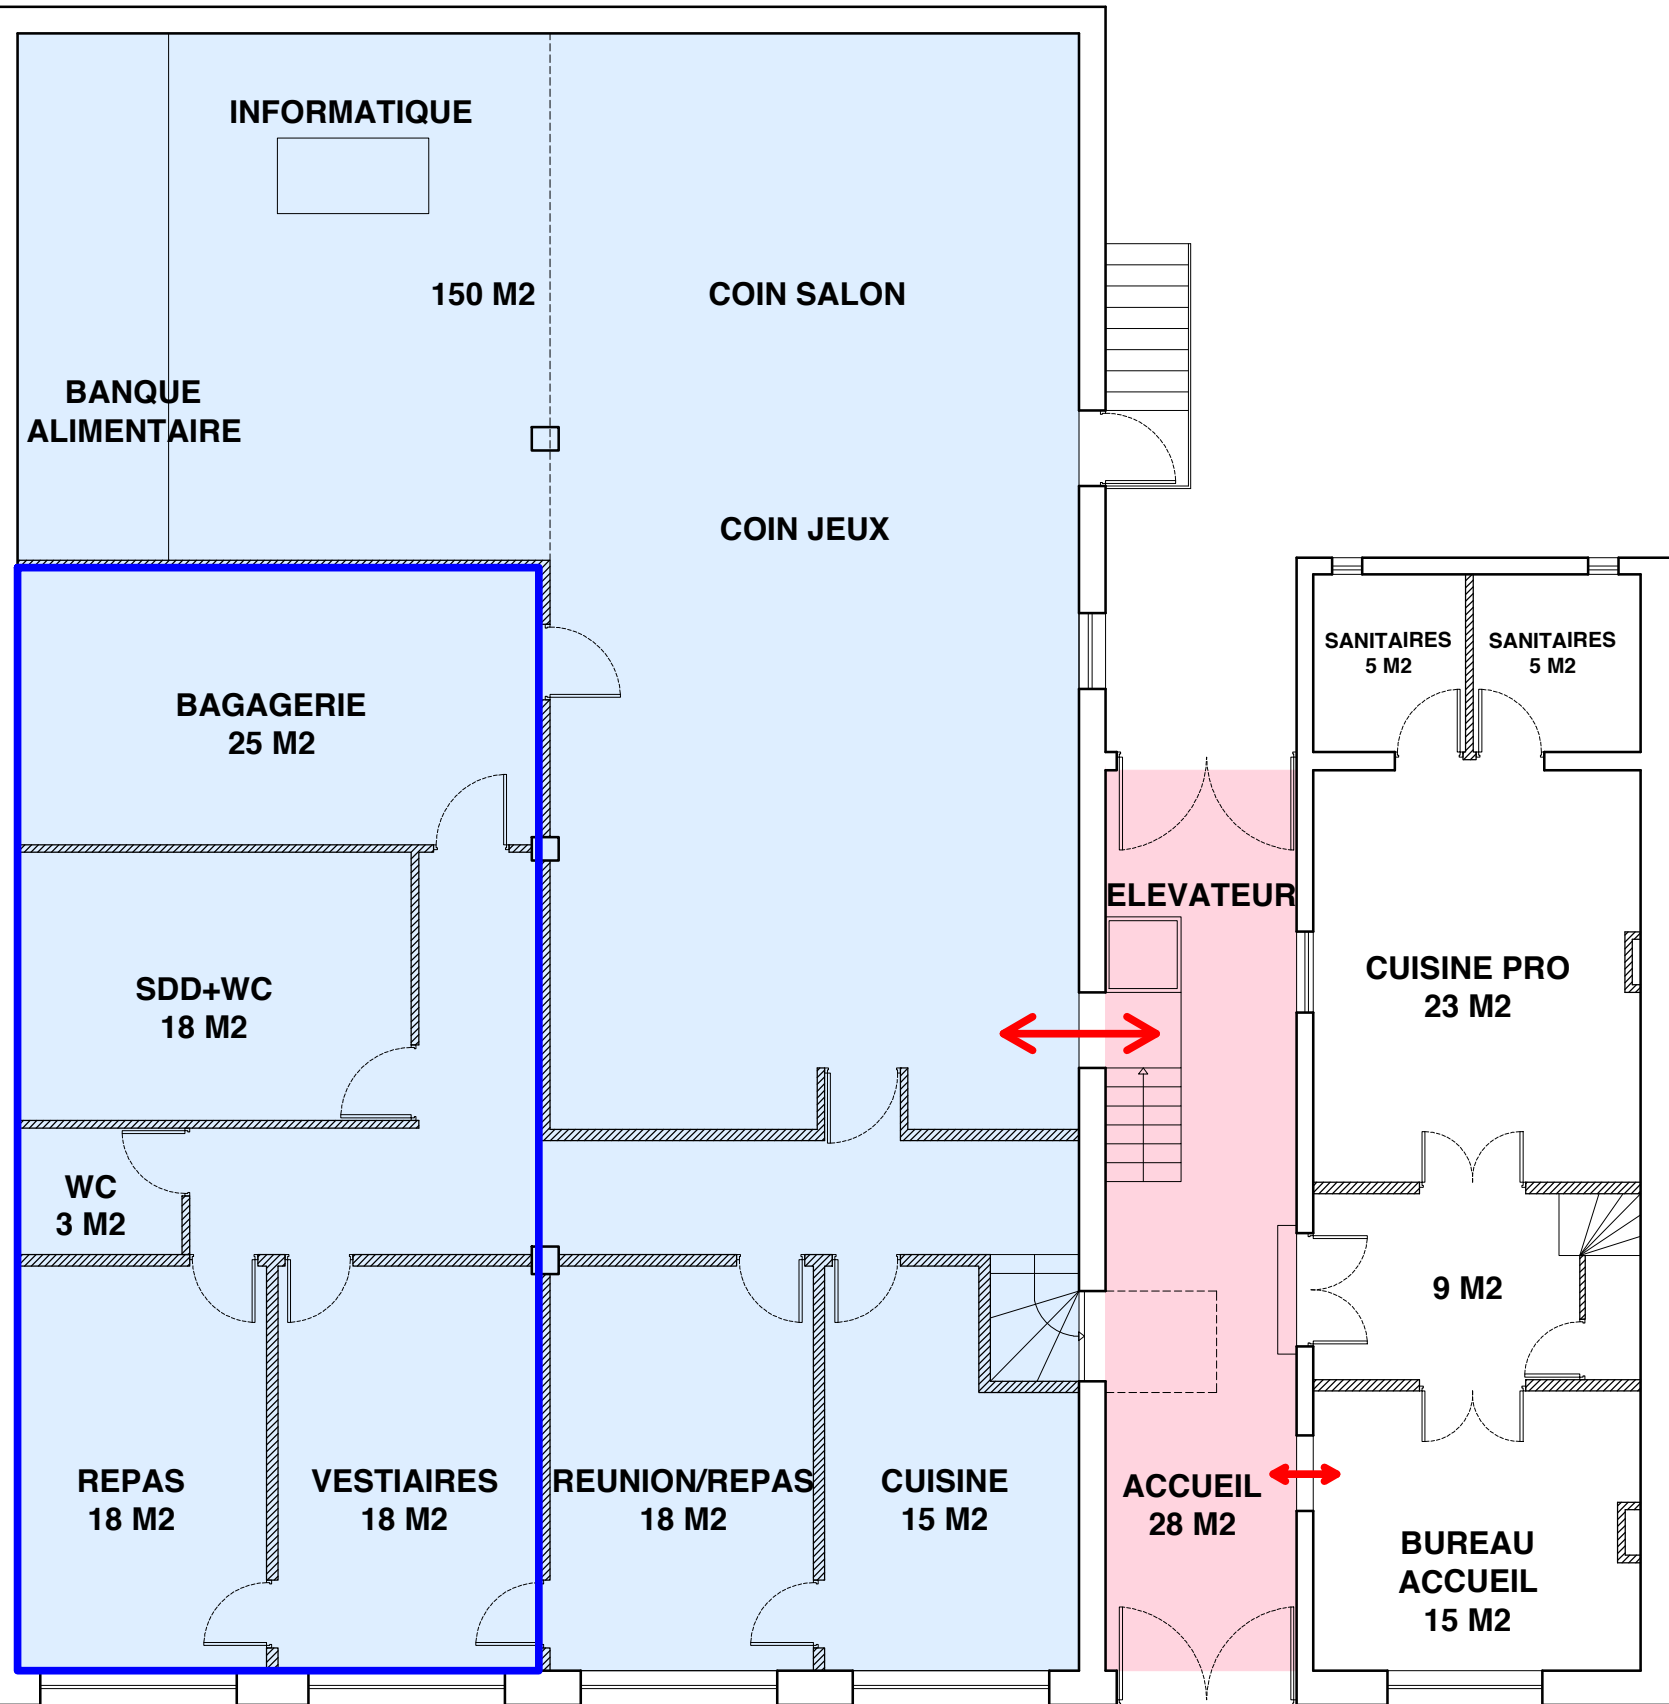 INFORMATIQUE
150 M2
COIN SALON
BANQUE
ALIMENTAIRE
COIN JEUX
SANITAIRES
5 M2
SANITAIRES
5 M2
BAGAGERIE
25 M2
ELEVATEUR
CUISINE PRO
23 M2
SDD+WC
18 M2
WC
3 M2
9 M2
REPAS
18 M2
VESTIAIRES
18 M2
REUNION/REPAS
18 M2
CUISINE
15 M2
ACCUEIL
28 M2
BUREAU
ACCUEIL
15 M2